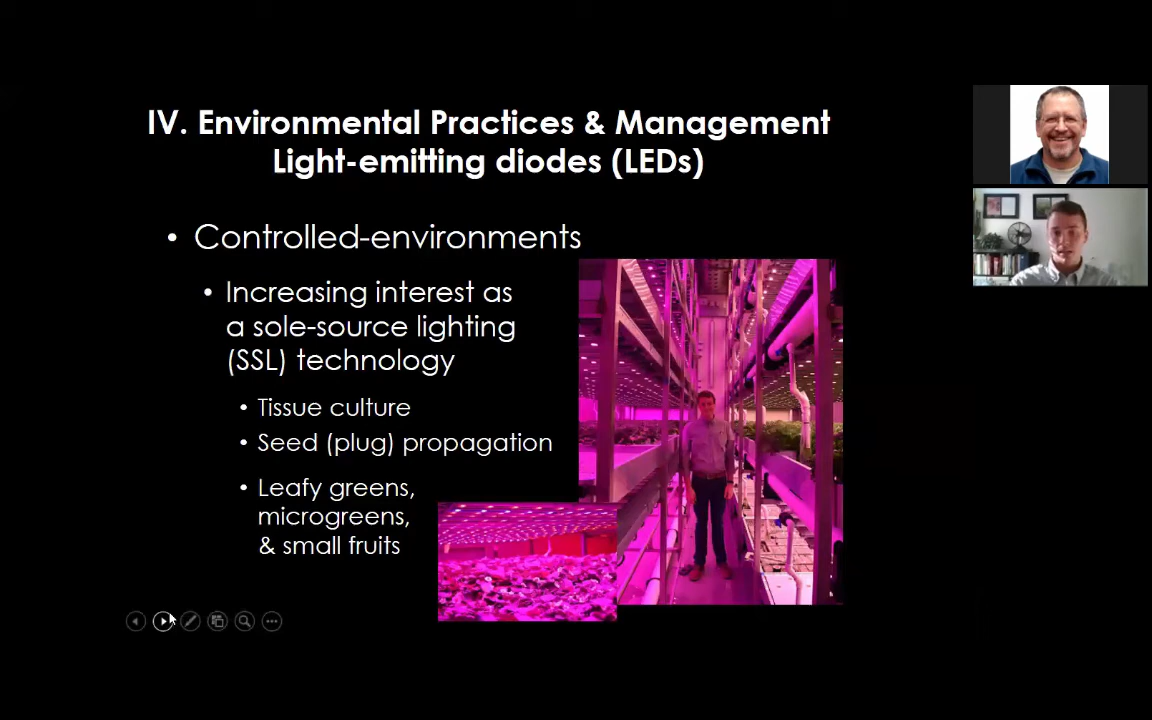 IV. Environmental Practices & Management
Light-emitting diodes (LEDs)
• Controlled-environments
• Increasing interest as
a sole-source lighting
(SSL) technology
• Tissue culture
• Seed (plug) propagation
• Leafy greens,
microgreens,
& small fruits